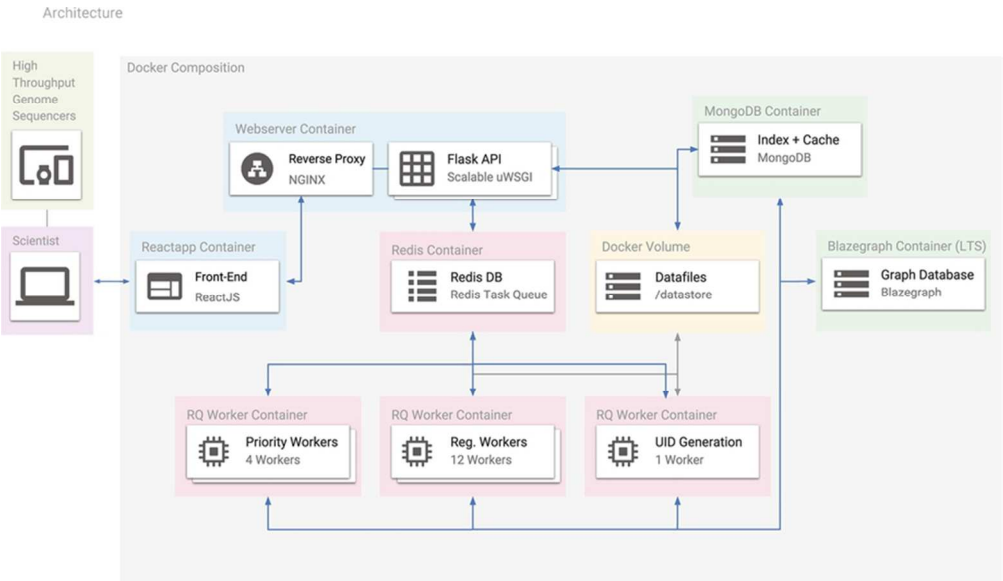 Architecture
High
Throughput
Genome
Sequencers
Docker Composition
Webserver Container
Reverse Proxy
NGINX
Flask API
Scalable uWSGI
MongoDB Container
Index + Cache
MongoDB
Scientist
Reactapp Container
Front-End
ReactJS
Redis Container
Redis DB
Redis Task Queue
Docker Volume
Datafiles
/datastore
Blazegraph Container (LTS)
Graph Database
Blazegraph
RQ Worker Container
Priority Workers
4 Workers
RQ Worker Container
Reg. Workers
12 Workers
RQ Worker Container
UID Generation
1 Worker